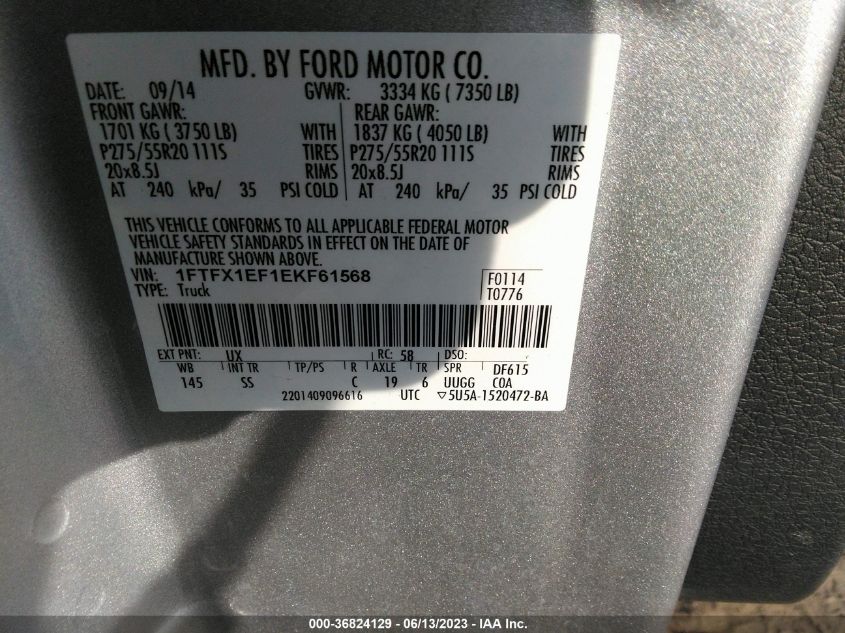 MFD. BY FORD MOTOR CO.
DATE: 09/14 GVWR: 3334 KG ( 7350 LB)
FRONT GAWR: REAR GAWR:
1701 KG ( 3750 LB) WITH 1837 KG ( 4050 LB) WITH
P275/55R20 111S TIRES P275/55R20 111S TIRES
20x8.5J RIMS 20x8.5J RIMS
AT 240 kPa/ 35 PSI COLD AT 240 kPa/ 35 PSI COLD
THIS VEHICLE CONFORMS TO ALL APPLICABLE FEDERAL MOTOR
VEHICLE SAFETY STANDARDS IN EFFECT ON THE DATE OF
MANUFACTURE SHOWN ABOVE.
VIN: 1FTFX1EF1EKF61568 F0114
TYPE: Truck T0776
EXT PNT: UX RC: 58 DSO:
WB INT TR TP/PS R AXLE TR SPR DF615
145 SS C 19 6 UUGG COA
2201409096616 UTC ▽5U5A-1520472-BA
000-36824129 - 06/13/2023 - IAA Inc.